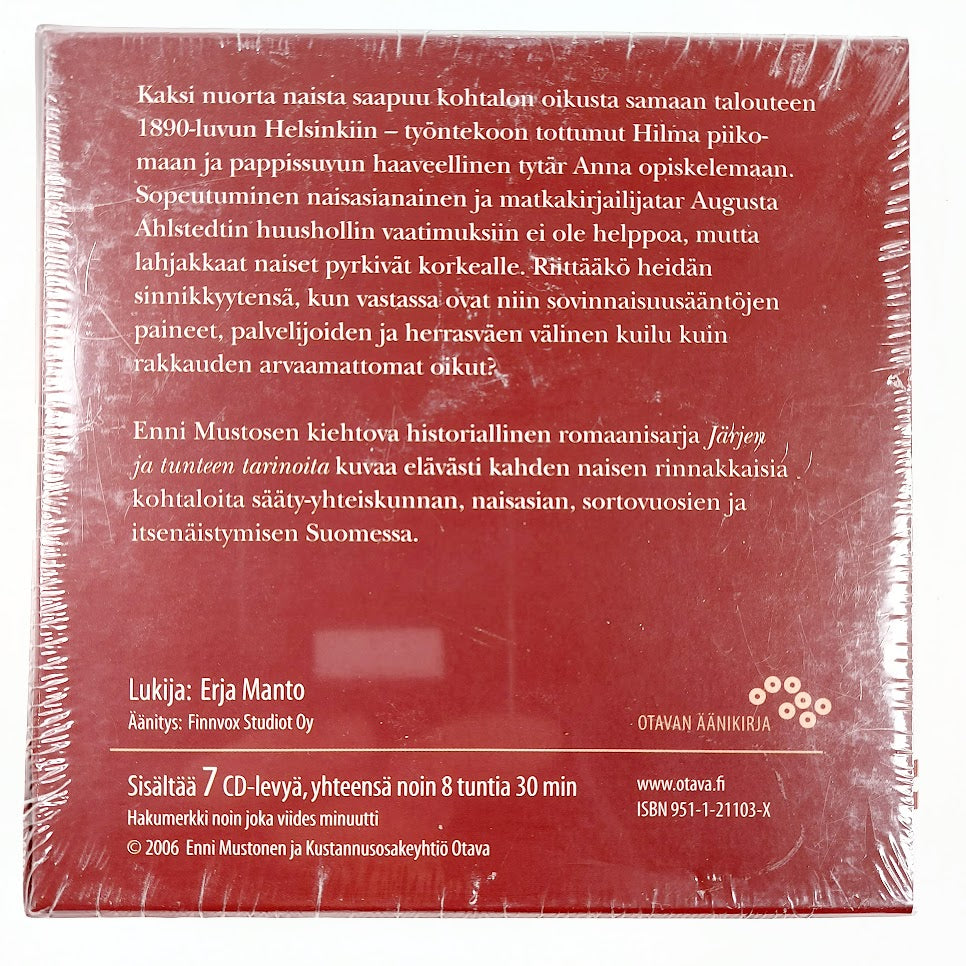 Kaksi nuorta naista saapuu kohtalon oikusta samaan talouteen
1890-luvun Helsinkiin – työntekoon tottunut Hilma piiko-
maan ja pappissuvun haaveellinen tytär Anna opiskelemaan.
Sopeutuminen naisasianainen ja matkakirjailijatar Augusta
Ahlstedtin huushollin vaatimuksiin ei ole helppoa, mutta
lahjakkaat naiset pyrkivät korkealle. Riittääkö heidän
sinnikkyytensä, kun vastassa ovat niin sovinnaisuusääntöjen
paineet, palvelijoiden ja herrasväen välinen kuilu kuin
rakkauden arvaamattomat oikut?
Enni Mustosen kiehtova historiallinen romaanisarja Järjen
ja tunteen tarinoita kuvaa elävästi kahden naisen rinnakkaisia
kohtaloita sääty-yhteiskunnan, naisasian, sortovuosien ja
itsenäistymisen Suomessa.
Lukija: Erja Manto
Äänitys: Finnvox Studiot Oy
OTAVAN ÄÄNIKIRJA
Sisältää 7 CD-levyä, yhteensä noin 8 tuntia 30 min
Hakumerkki noin joka viides minuutti
© 2006 Enni Mustonen ja Kustannusosakeyhtiö Otava
www.otava.fi
ISBN 951-1-21103-X